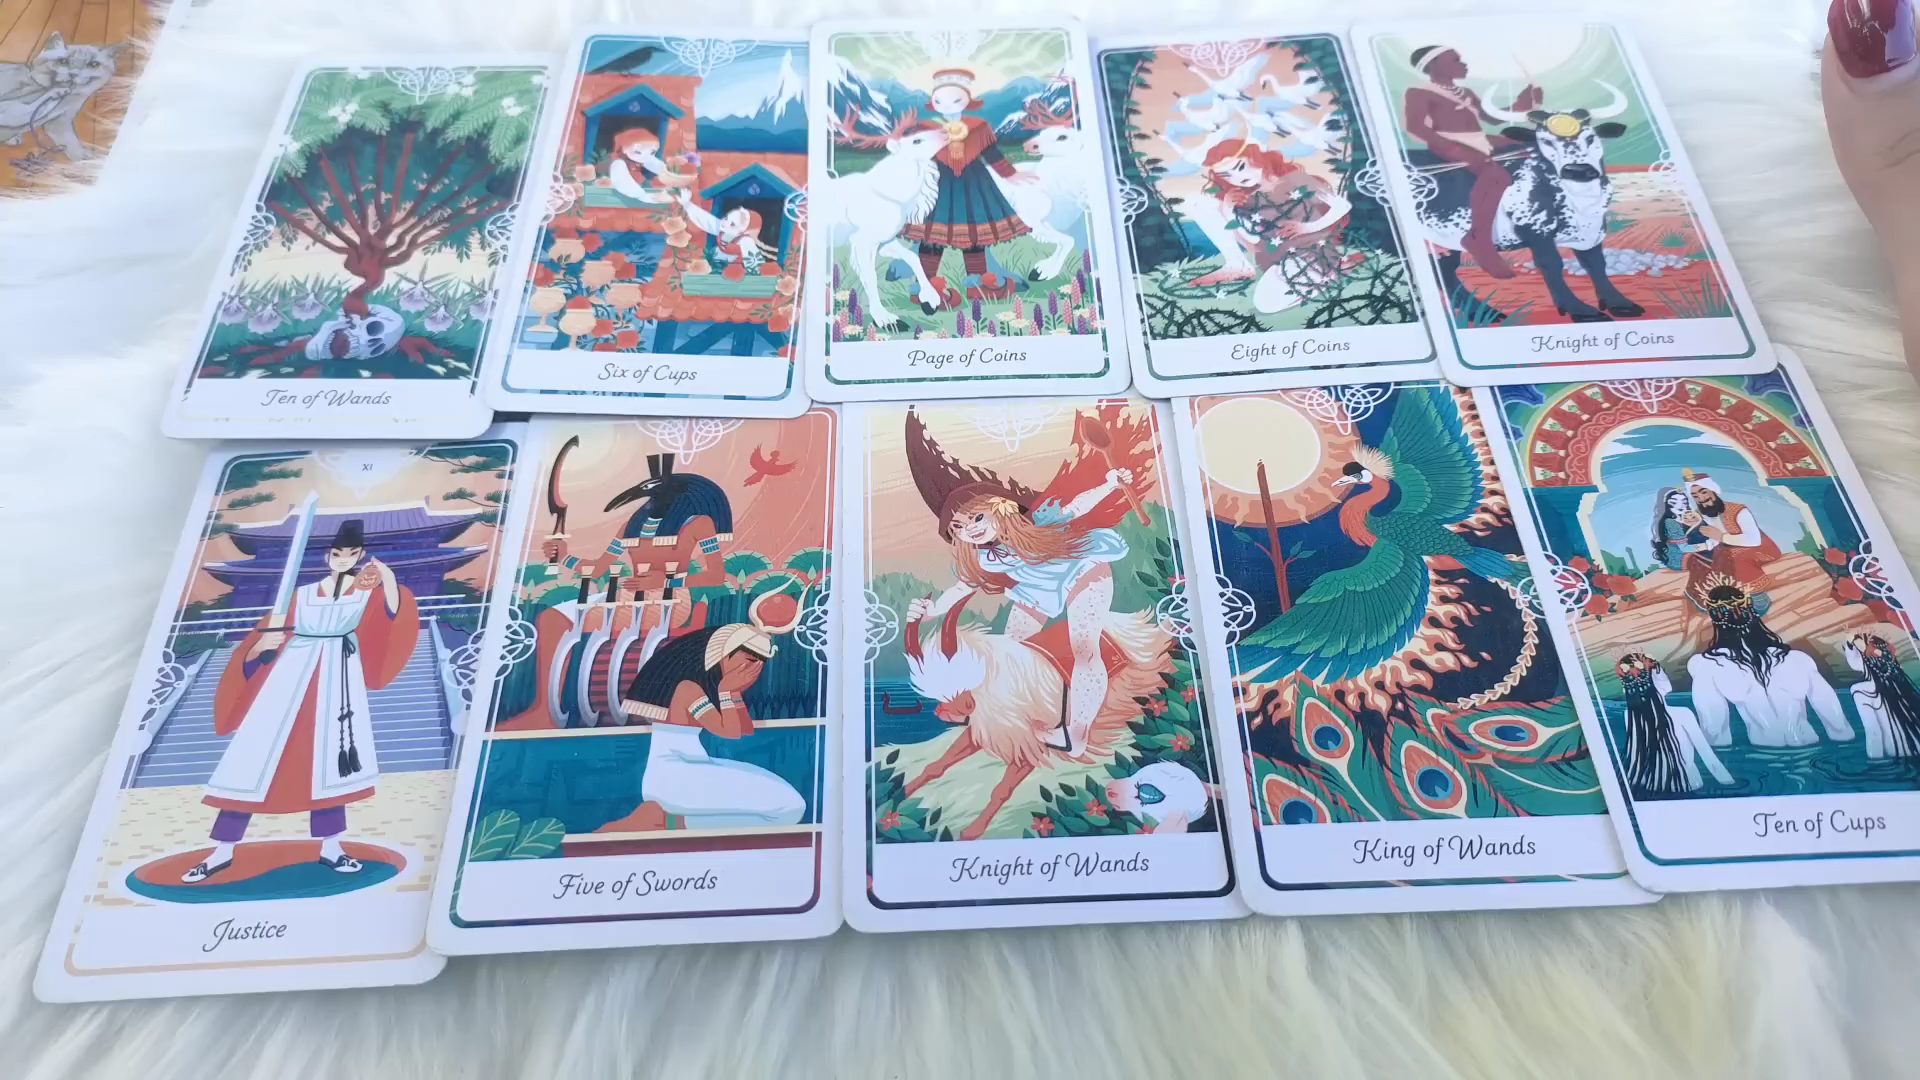 Ten of Wands
Six of Cups
Page of Coins
Eight of Coins
Knight of Coins
XI
Justice
Five of Swords
Knight of Wands
King of Wands
Ten of Cups